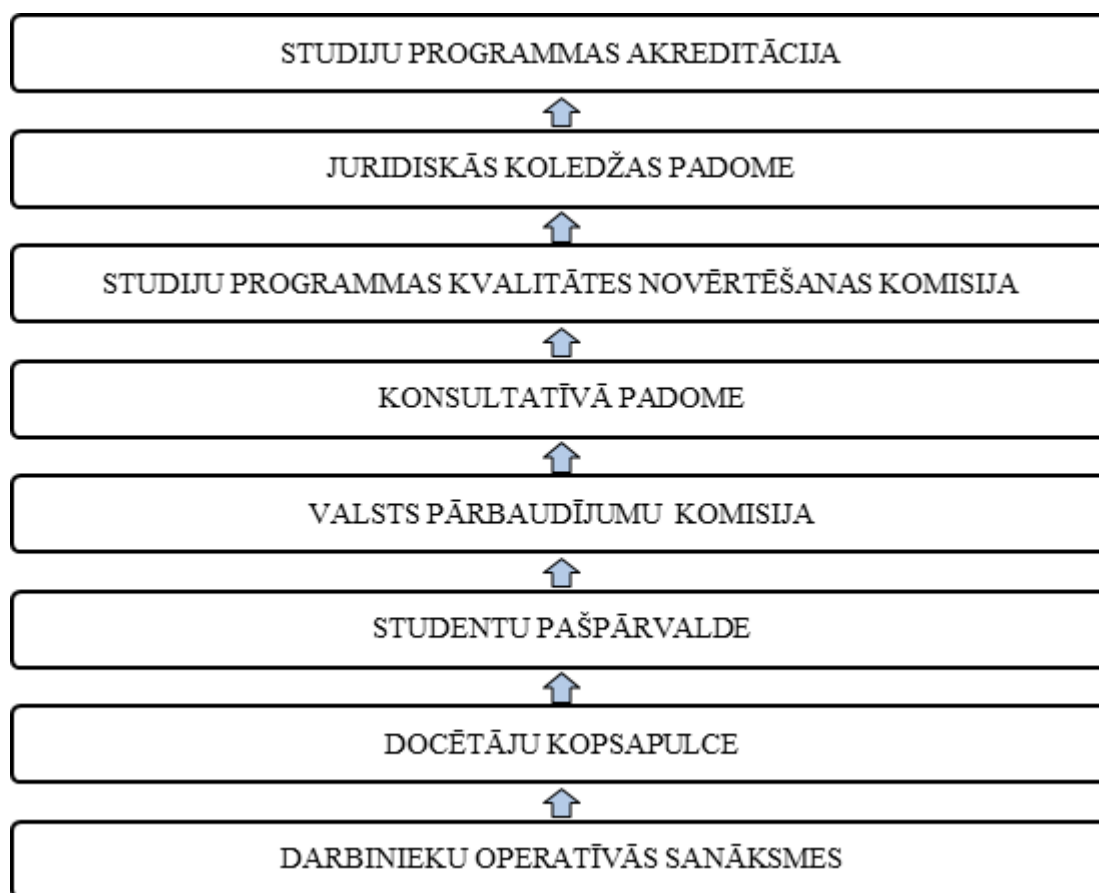 STUDIJU PROGRAMMAS AKREDITĀCIJA
JURIDISKĀS KOLEDŽAS PADOME
STUDIJU PROGRAMMAS KVALITĀTES NOVĒRTĒŠANAS KOMISIJA
KONSULTATĪVĀ PADOME
VALSTS PĀRBAUDĪJUMU KOMISIJA
STUDENTU PAŠPĀRVALDE
DOCĒTĀJU KOPSAPULCE
DARBINIEKU OPERATĪVĀS SANĀKSMES